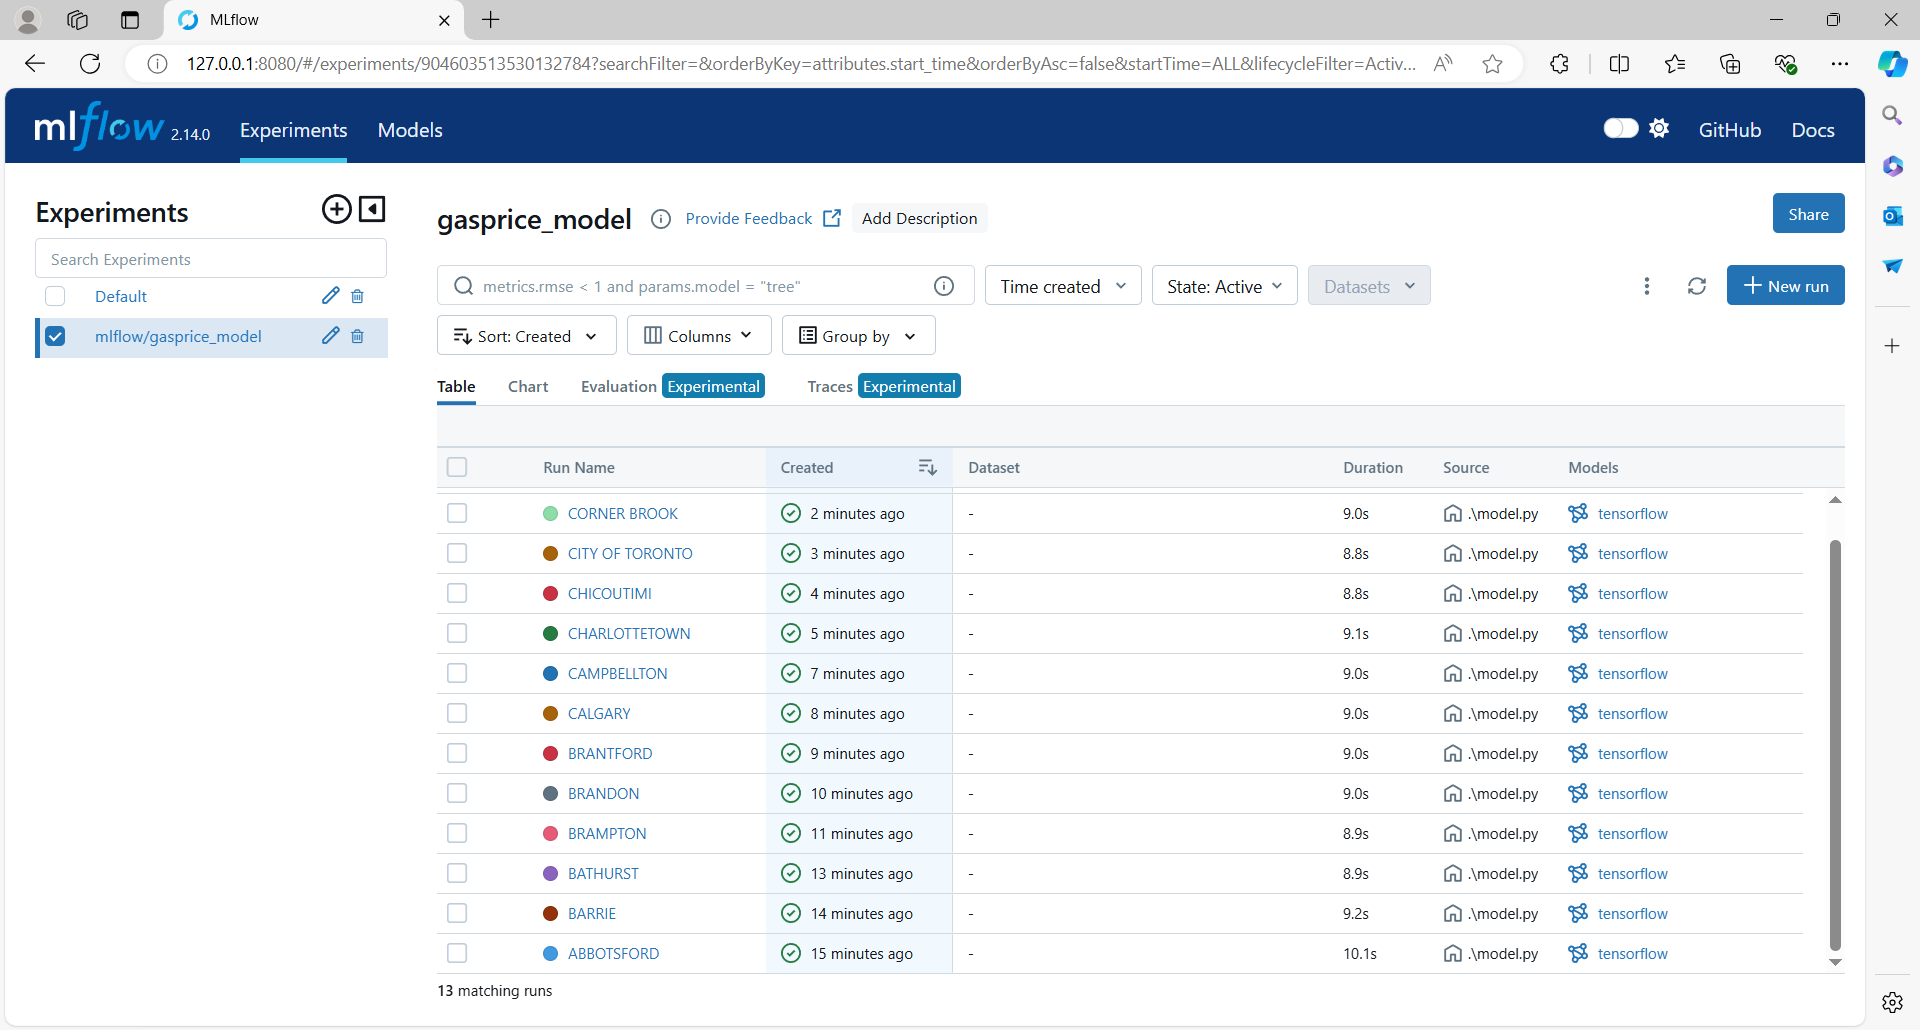 MLflow
127.0.0.1:8080/#/experiments/904603513530132784?searchFilter=&orderByKey=attributes.start_time&orderByAsc=false&startTime=ALL&lifecycleFilter=Activ...
mlflow 2.14.0 Experiments Models GitHub Docs
Experiments
Search Experiments
Default
mlflow/gasprice_model
gasprice_model Provide Feedback Add Description Share
metrics.rmse < 1 and params.model = "tree" Time created State: Active Datasets New run
Sort: Created Columns Group by
Table Chart Evaluation Experimental Traces Experimental
Run Name Created Dataset Duration Source Models
CORNER BROOK 2 minutes ago - 9.0s .\model.py tensorflow
CITY OF TORONTO 3 minutes ago - 8.8s .\model.py tensorflow
CHICOUTIMI 4 minutes ago - 8.8s .\model.py tensorflow
CHARLOTTETOWN 5 minutes ago - 9.1s .\model.py tensorflow
CAMPBELLTON 7 minutes ago - 9.0s .\model.py tensorflow
CALGARY 8 minutes ago - 9.0s .\model.py tensorflow
BRANTFORD 9 minutes ago - 9.0s .\model.py tensorflow
BRANDON 10 minutes ago - 9.0s .\model.py tensorflow
BRAMPTON 11 minutes ago - 8.9s .\model.py tensorflow
BATHURST 13 minutes ago - 8.9s .\model.py tensorflow
BARRIE 14 minutes ago - 9.2s .\model.py tensorflow
ABBOTSFORD 15 minutes ago - 10.1s .\model.py tensorflow
13 matching runs